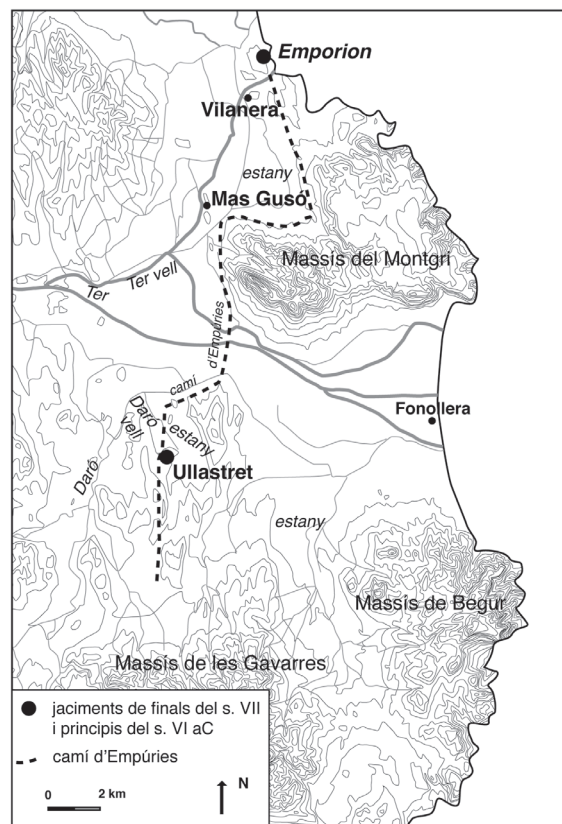 Emporion
Vilanera
estany
Mas Gusó
Massís del Montgrí
Ter vell
Ter
d'Empúries
camí
Fonollera
Daró
vell
estany
Ullastret
Daró
estany
Massís de Begur
Massís de les Gavarres
jaciments de finals del s. VII
i principis del s. VI aC
camí d'Empúries
N
0 2 km